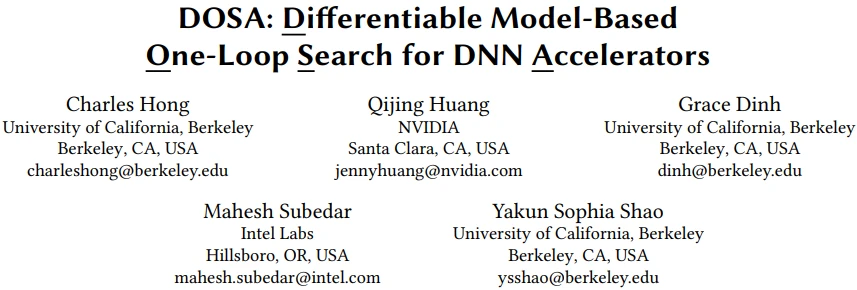 DOSA: Differentiable Model-Based
One-Loop Search for DNN Accelerators
Charles Hong
University of California, Berkeley
Berkeley, CA, USA
charleshong@berkeley.edu
Qijing Huang
NVIDIA
Santa Clara, CA, USA
jennyhuang@nvidia.com
Grace Dinh
University of California, Berkeley
Berkeley, CA, USA
dinh@berkeley.edu
Mahesh Subedar
Intel Labs
Hillsboro, OR, USA
mahesh.subedar@intel.com
Yakun Sophia Shao
University of California, Berkeley
Berkeley, CA, USA
ysshao@berkeley.edu